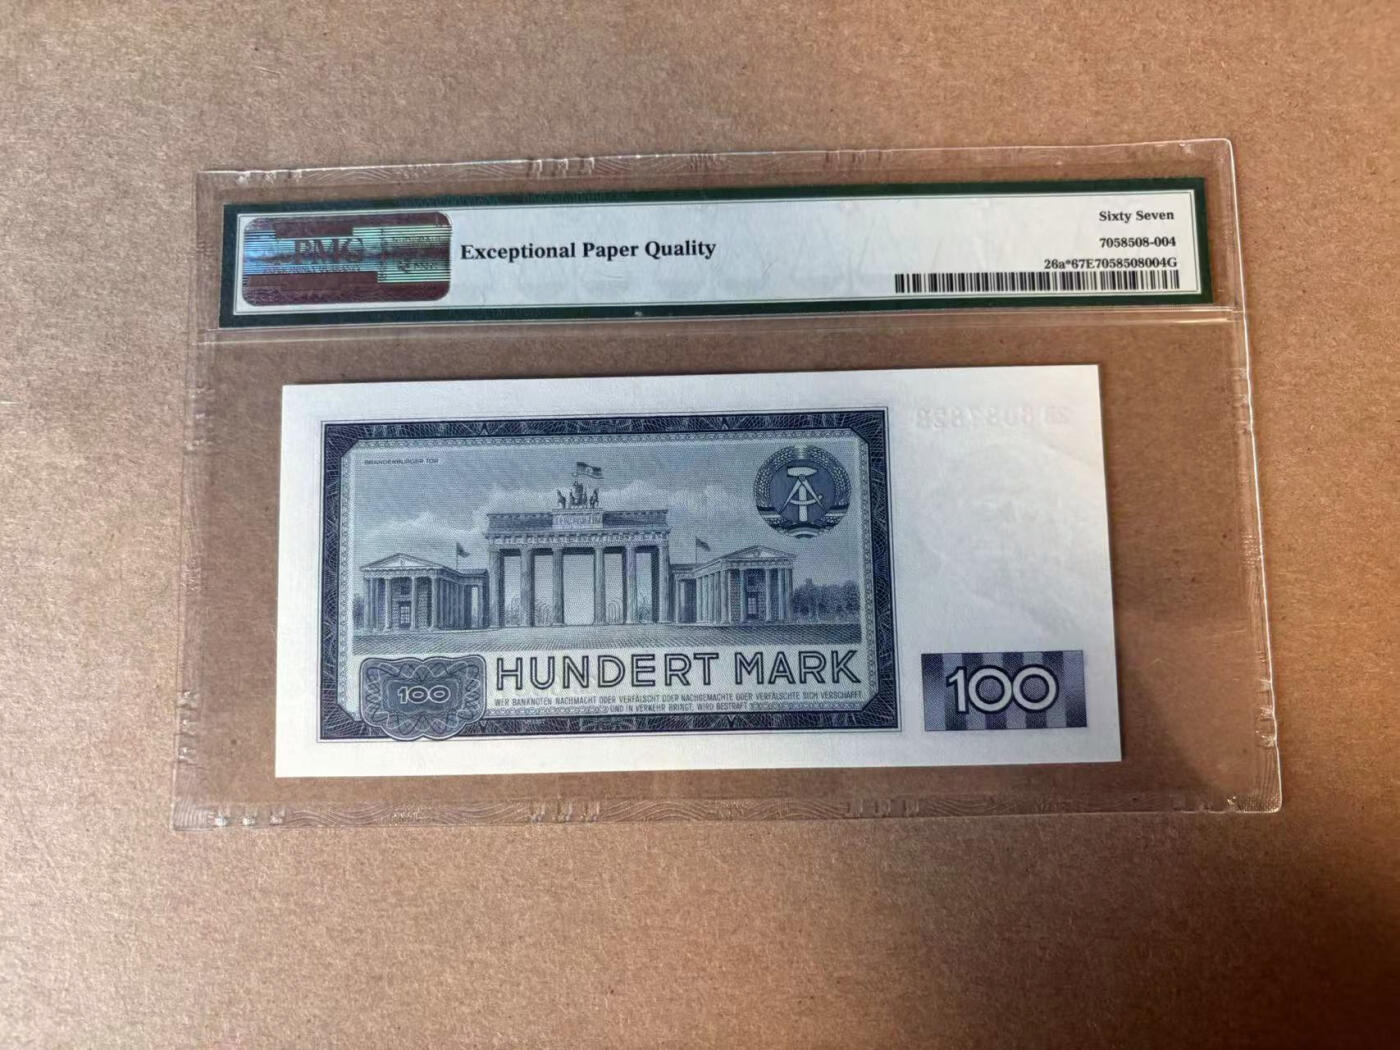 PMG
Exceptional Paper Quality
Sixty Seven
7058508-004
26a*67E7058508004G
BRANDENBURGER TOR
100
HUNDERT MARK
WER BANKNOTEN NACHMACHT ODER VERFÄLSCHT ODER NACHGEMACHTE ODER VERFÄLSCHTE SICH VERSCHAFFT
UND IN VERKEHR BRINGT, WIRD BESTRAFT
100